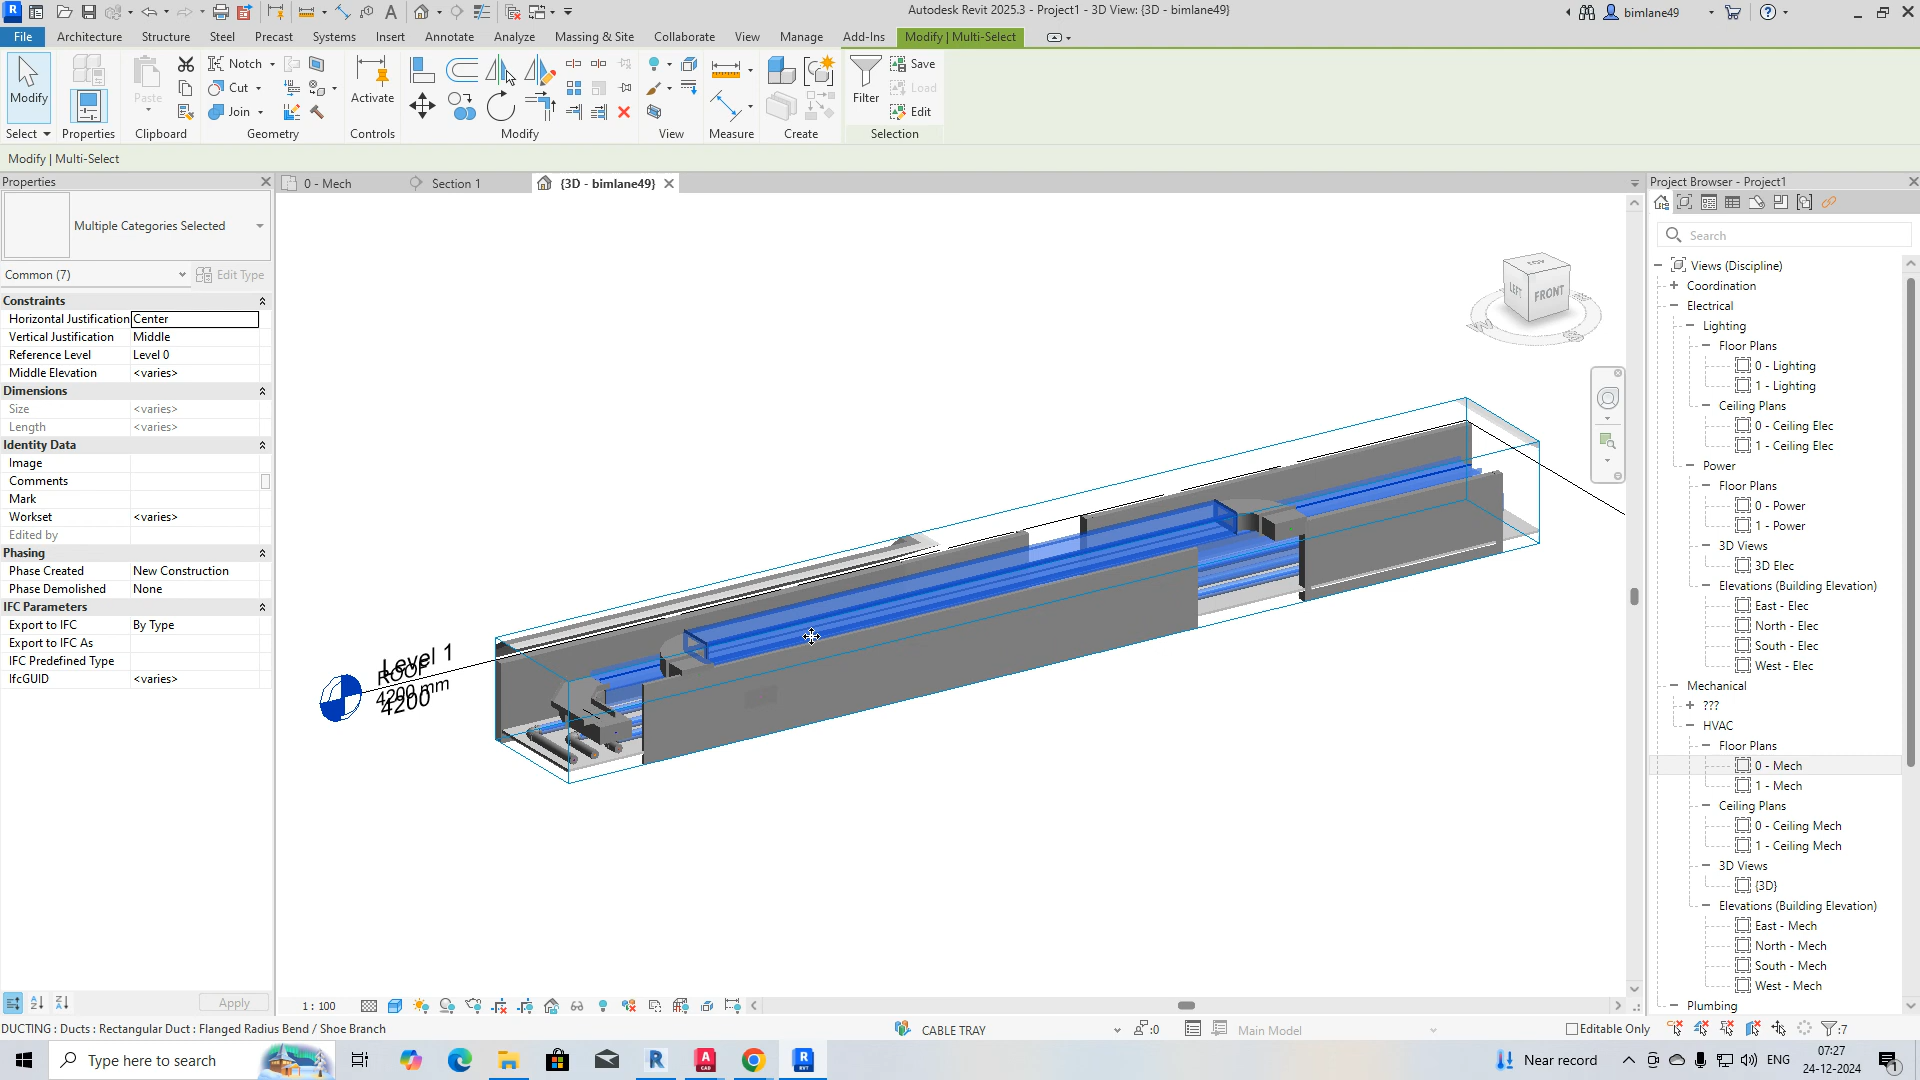 Autodesk Revit 2025.3 - Project1 - 3D View: {3D - bimlane49}
bimlane49
File Architecture Structure Steel Precast Systems Insert Annotate Analyze Massing & Site Collaborate View Manage Add-Ins Modify | Multi-Select
Notch
Save
Cut
Load
Modify Paste Activate Filter
Join
Edit
Select Properties Clipboard Geometry Controls Modify View Measure Create Selection
Modify | Multi-Select
Properties
0 - Mech
Section 1
{3D - bimlane49}
Project Browser - Project1
Multiple Categories Selected
Search
Common (7)
Edit Type
Constraints
Horizontal Justification Center
Vertical Justification Middle
Reference Level Level 0
Middle Elevation <varies>
Dimensions
Size <varies>
Length <varies>
Identity Data
Image
Comments
Mark
Workset <varies>
Edited by
Phasing
Phase Created New Construction
Phase Demolished None
IFC Parameters
Export to IFC By Type
Export to IFC As
IFC Predefined Type
IfcGUID <varies>
Apply
TOP
LEFT
FRONT
Level 1
ROOF
4200 mm
4200
Views (Discipline)
Coordination
Electrical
Lighting
Floor Plans
0 - Lighting
1 - Lighting
Ceiling Plans
0 - Ceiling Elec
1 - Ceiling Elec
Power
Floor Plans
0 - Power
1 - Power
3D Views
3D Elec
Elevations (Building Elevation)
East - Elec
North - Elec
South - Elec
West - Elec
Mechanical
???
HVAC
Floor Plans
0 - Mech
1 - Mech
Ceiling Plans
0 - Ceiling Mech
1 - Ceiling Mech
3D Views
{3D}
Elevations (Building Elevation)
East - Mech
North - Mech
South - Mech
West - Mech
Plumbing
1 : 100
DUCTING : Ducts : Rectangular Duct : Flanged Radius Bend / Shoe Branch
CABLE TRAY
:0
Main Model
Editable Only
:7
Type here to search
Near record
ENG
07:27
24-12-2024